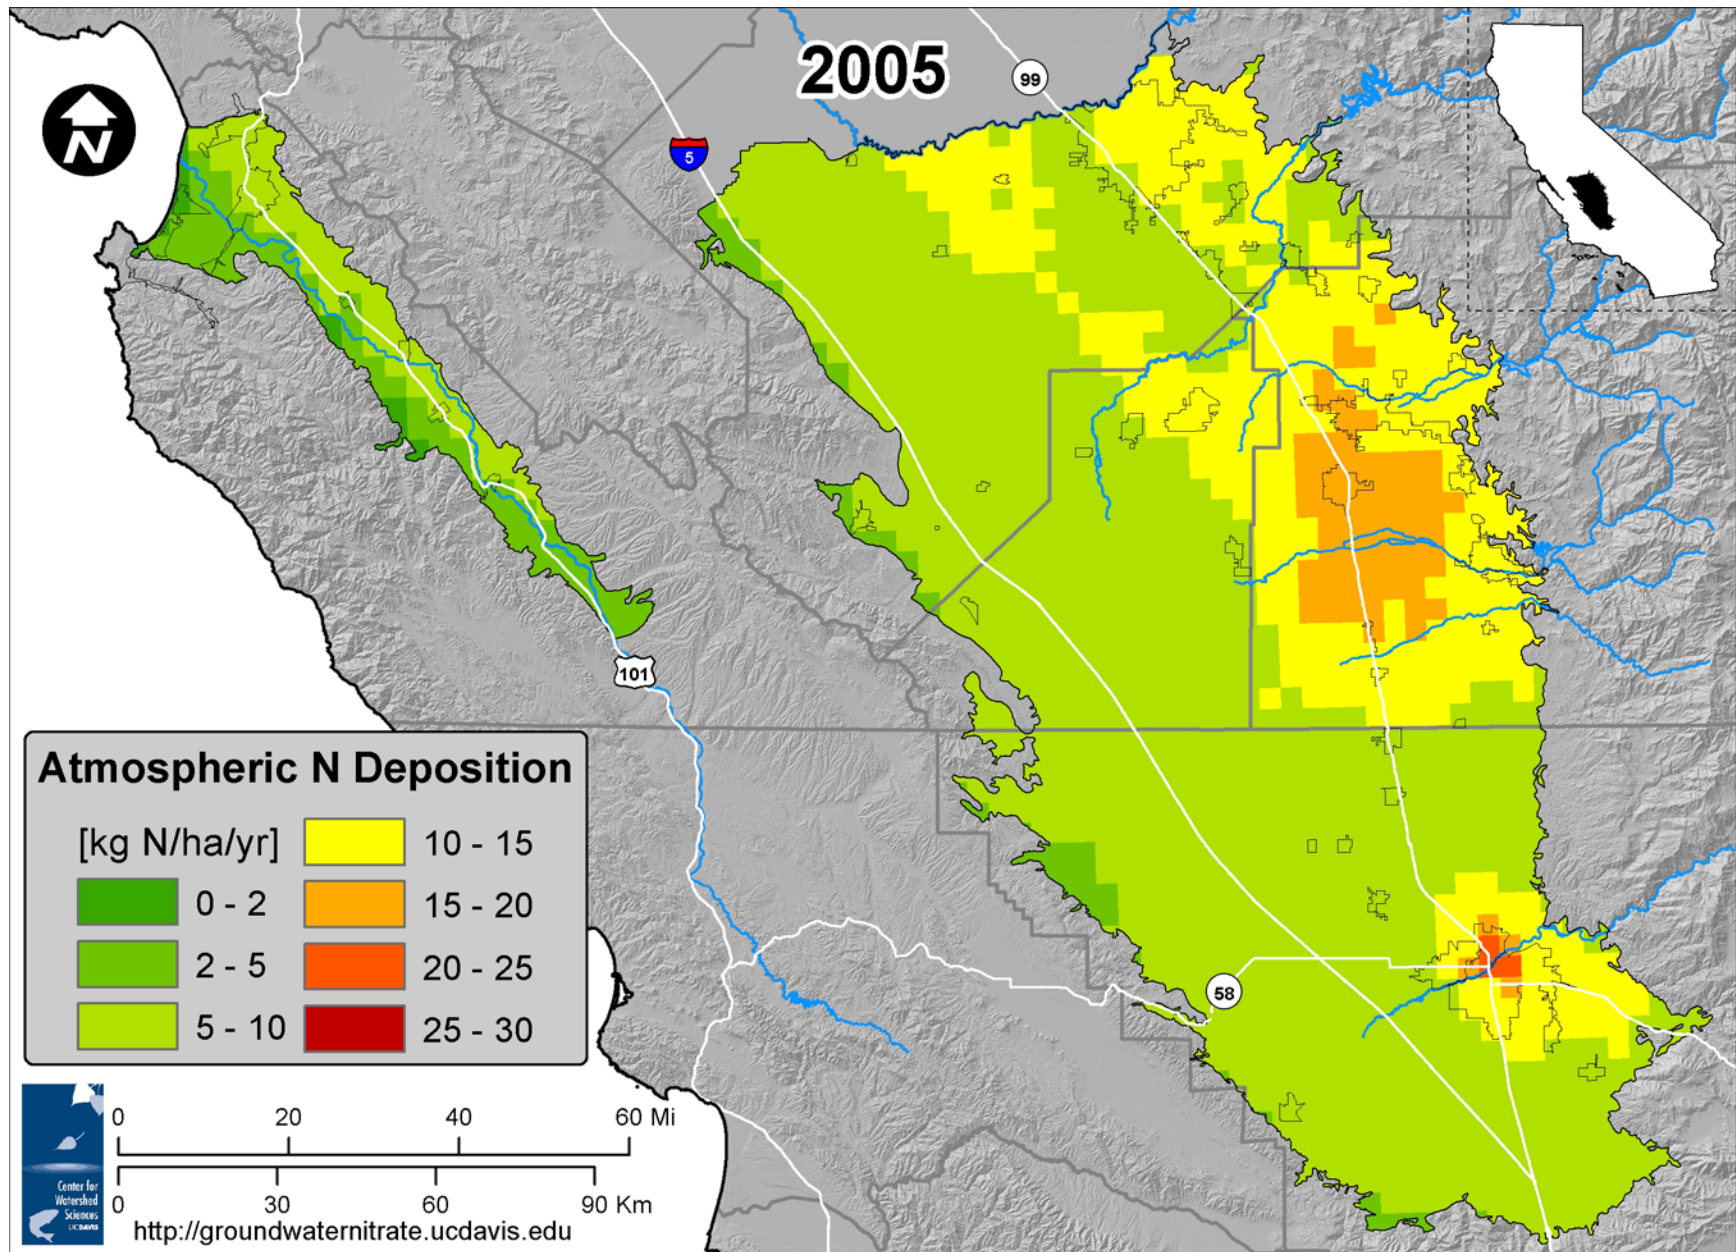 2005
99
5
N
101
58
Atmospheric N Deposition
[kg N/ha/yr]
0 - 2
2 - 5
5 - 10
10 - 15
15 - 20
20 - 25
25 - 30
0 20 40 60 Mi
0 30 60 90 Km
Center for
Watershed
Sciences
UC DAVIS
http://groundwaternitrate.ucdavis.edu